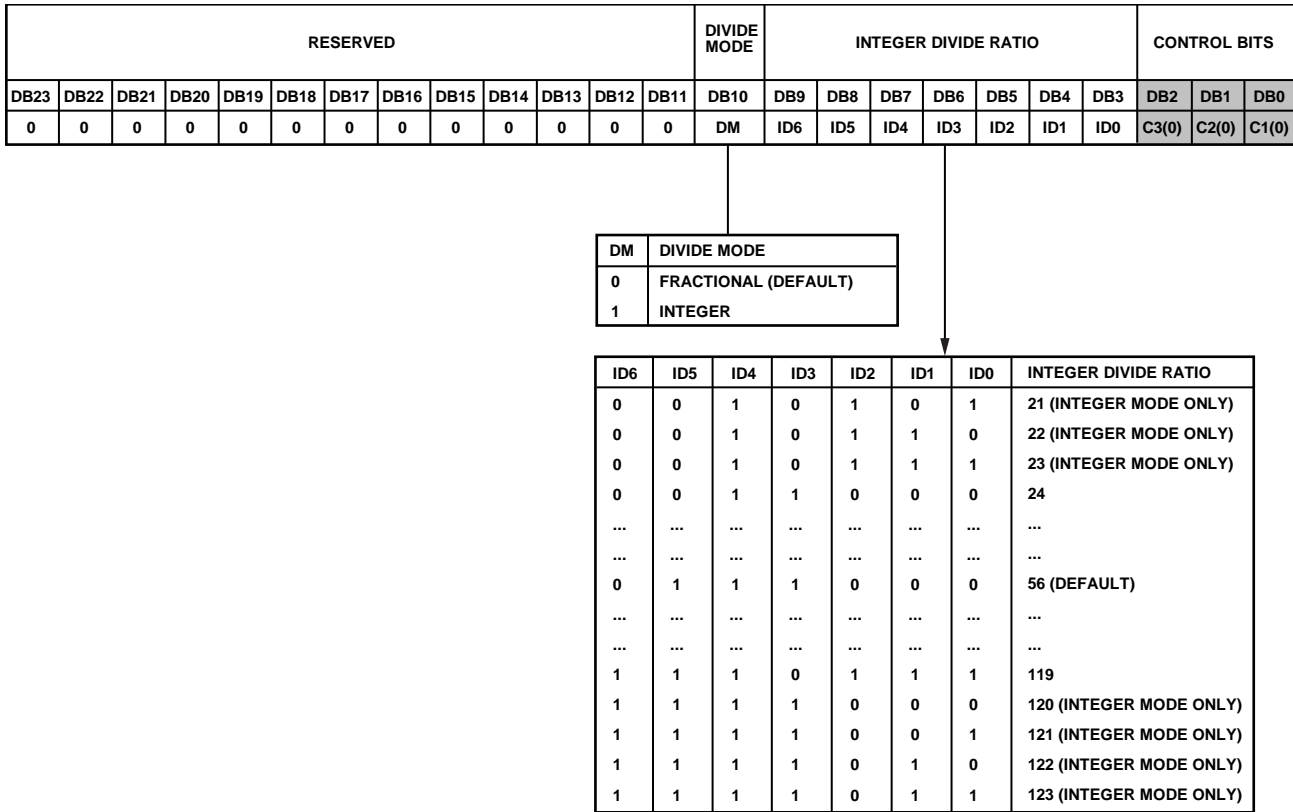 RESERVED DIVIDE MODE INTEGER DIVIDE RATIO CONTROL BITS
DB23 DB22 DB21 DB20 DB19 DB18 DB17 DB16 DB15 DB14 DB13 DB12 DB11 DB10 DB9 DB8 DB7 DB6 DB5 DB4 DB3 DB2 DB1 DB0
0 0 0 0 0 0 0 0 0 0 0 0 0 DM ID6 ID5 ID4 ID3 ID2 ID1 ID0 C3(0) C2(0) C1(0)
DM DIVIDE MODE
0 FRACTIONAL (DEFAULT)
1 INTEGER
ID6 ID5 ID4 ID3 ID2 ID1 ID0 INTEGER DIVIDE RATIO
0 0 1 0 1 0 1 21 (INTEGER MODE ONLY)
0 0 1 0 1 1 0 22 (INTEGER MODE ONLY)
0 0 1 0 1 1 1 23 (INTEGER MODE ONLY)
0 0 1 1 0 0 0 24
... ... ... ... ... ... ... ...
... ... ... ... ... ... ... ...
0 1 1 1 0 0 0 56 (DEFAULT)
... ... ... ... ... ... ... ...
... ... ... ... ... ... ... ...
1 1 1 0 1 1 1 119
1 1 1 1 0 0 0 120 (INTEGER MODE ONLY)
1 1 1 1 0 0 1 121 (INTEGER MODE ONLY)
1 1 1 1 0 1 0 122 (INTEGER MODE ONLY)
1 1 1 1 0 1 1 123 (INTEGER MODE ONLY)